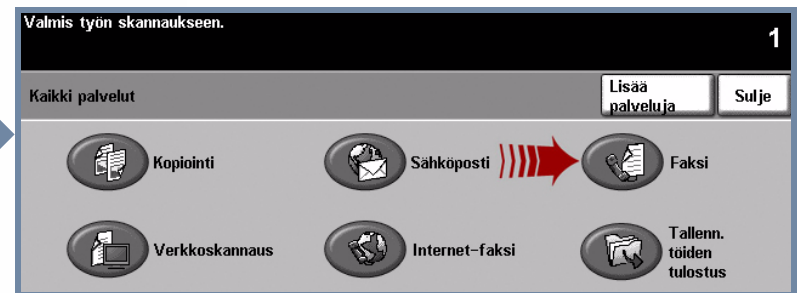 Valmis työn skannaukseen.
1
Kaikki palvelut
Lisää
palveluja
Sulje
Kopiointi
Sähköposti
Faksi
Verkkoskannaus
Internet-faksi
Tallenn.
töiden
tulostus